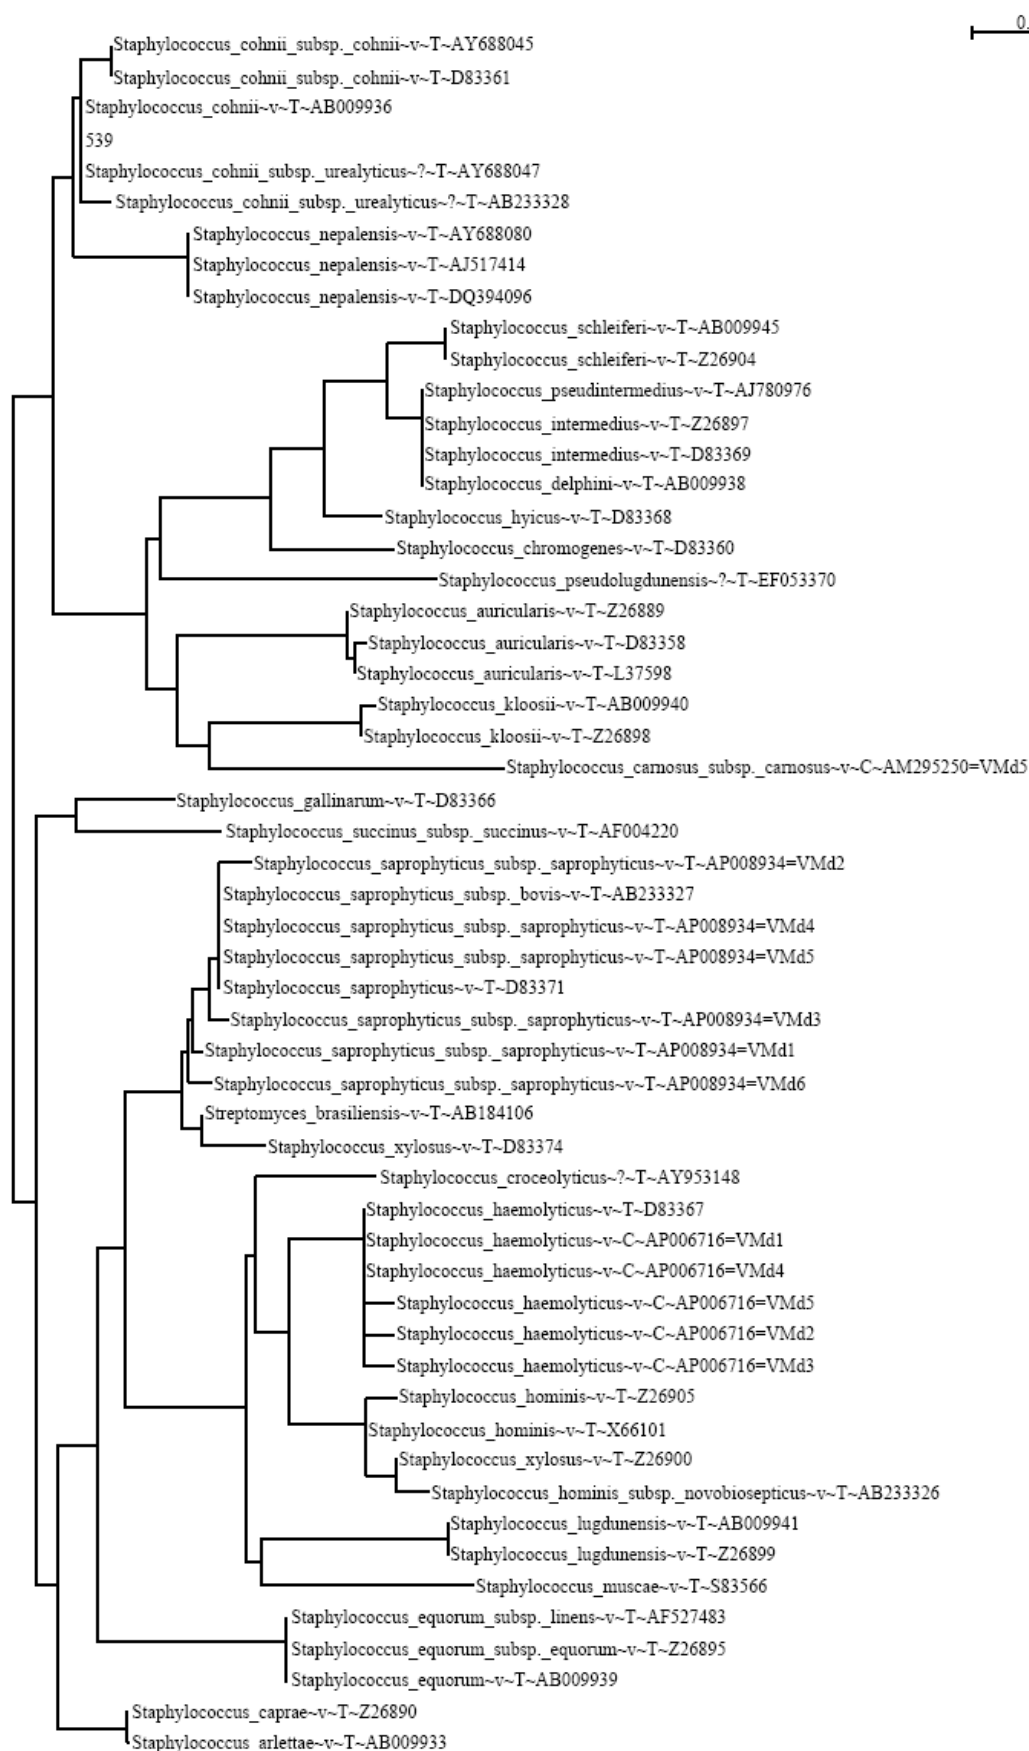 0.
Staphylococcus_cohnii_subsp._cohnii~v~T~AY688045
Staphylococcus_cohnii_subsp._cohnii~v~T~D83361
Staphylococcus_cohnii~v~T~AB009936
539
Staphylococcus_cohnii_subsp._urealyticus~?~T~AY688047
Staphylococcus_cohnii_subsp._urealyticus~?~T~AB233328
Staphylococcus_nepalensis~v~T~AY688080
Staphylococcus_nepalensis~v~T~AJ517414
Staphylococcus_nepalensis~v~T~DQ394096
Staphylococcus_schleiferi~v~T~AB009945
Staphylococcus_schleiferi~v~T~Z26904
Staphylococcus_pseudintermedius~v~T~AJ780976
Staphylococcus_intermedius~v~T~Z26897
Staphylococcus_intermedius~v~T~D83369
Staphylococcus_delphini~v~T~AB009938
Staphylococcus_hyicus~v~T~D83368
Staphylococcus_chromogenes~v~T~D83360
Staphylococcus_pseudolugdunensis~?~T~EF053370
Staphylococcus_auricularis~v~T~Z26889
Staphylococcus_auricularis~v~T~D83358
Staphylococcus_auricularis~v~T~L37598
Staphylococcus_kloosii~v~T~AB009940
Staphylococcus_kloosii~v~T~Z26898
Staphylococcus_carnosus_subsp._carnosus~v~C~AM295250=VMd5
Staphylococcus_gallinarum~v~T~D83366
Staphylococcus_succinus_subsp._succinus~v~T~AF004220
Staphylococcus_saprophyticus_subsp._saprophyticus~v~T~AP008934=VMd2
Staphylococcus_saprophyticus_subsp._bovis~v~T~AB233327
Staphylococcus_saprophyticus_subsp._saprophyticus~v~T~AP008934=VMd4
Staphylococcus_saprophyticus_subsp._saprophyticus~v~T~AP008934=VMd5
Staphylococcus_saprophyticus~v~T~D83371
Staphylococcus_saprophyticus_subsp._saprophyticus~v~T~AP008934=VMd3
Staphylococcus_saprophyticus_subsp._saprophyticus~v~T~AP008934=VMd1
Staphylococcus_saprophyticus_subsp._saprophyticus~v~T~AP008934=VMd6
Streptomyces_brasiliensis~v~T~AB184106
Staphylococcus_xylosus~v~T~D83374
Staphylococcus_croceolyticus~?~T~AY953148
Staphylococcus_haemolyticus~v~T~D83367
Staphylococcus_haemolyticus~v~C~AP006716=VMd1
Staphylococcus_haemolyticus~v~C~AP006716=VMd4
Staphylococcus_haemolyticus~v~C~AP006716=VMd5
Staphylococcus_haemolyticus~v~C~AP006716=VMd2
Staphylococcus_haemolyticus~v~C~AP006716=VMd3
Staphylococcus_hominis~v~T~Z26905
Staphylococcus_hominis~v~T~X66101
Staphylococcus_xylosus~v~T~Z26900
Staphylococcus_hominis_subsp._novobiosepticus~v~T~AB233326
Staphylococcus_lugdunensis~v~T~AB009941
Staphylococcus_lugdunensis~v~T~Z26899
Staphylococcus_muscae~v~T~S83566
Staphylococcus_equorum_subsp._linens~v~T~AF527483
Staphylococcus_equorum_subsp._equorum~v~T~Z26895
Staphylococcus_equorum~v~T~AB009939
Staphylococcus_caprae~v~T~Z26890
Staphylococcus_arlettae~v~T~AB009933